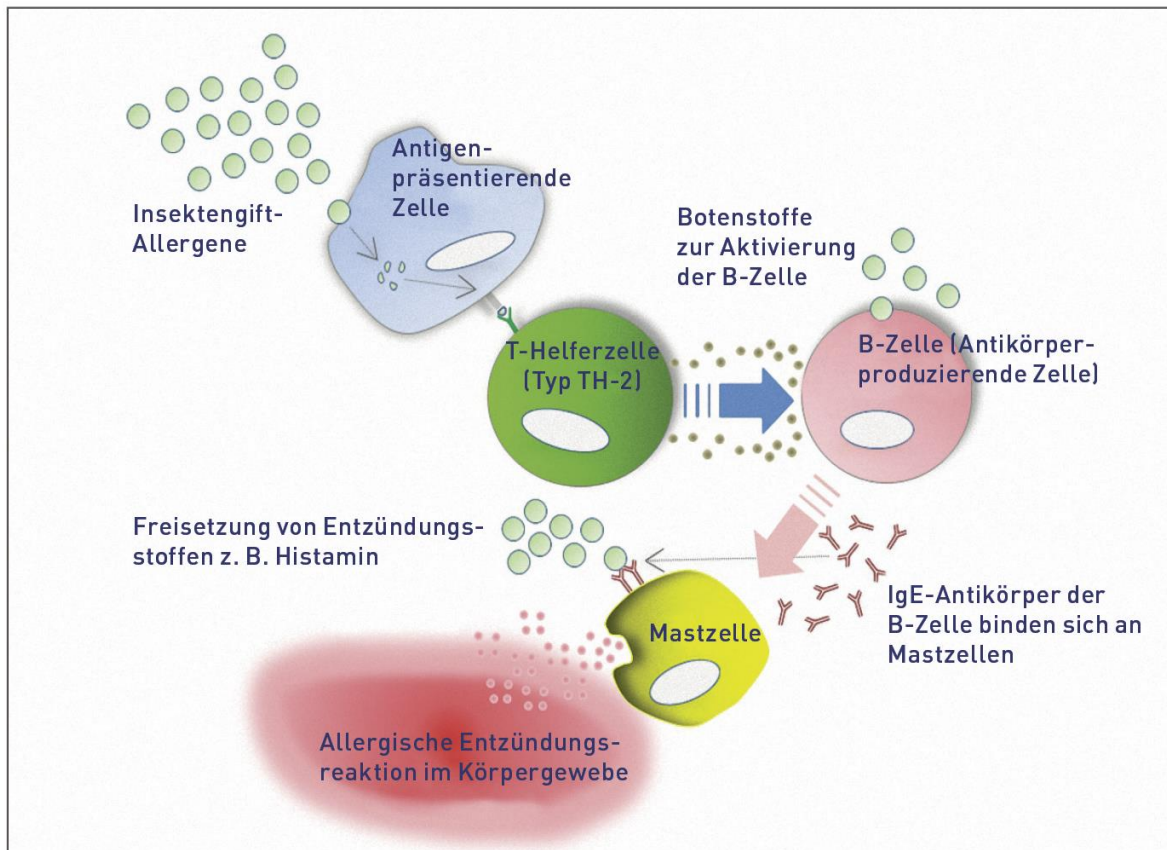 Antigen-
präsentierende
Zelle
Insektengift-
Allergene
Botenstoffe
zur Aktivierung
der B-Zelle
T-Helferzelle
(Typ TH-2)
B-Zelle (Antikörper-
produzierende Zelle)
Freisetzung von Entzündungs-
stoffen z. B. Histamin
IgE-Antikörper der
B-Zelle binden sich an
Mastzellen
Mastzelle
Allergische Entzündungs-
reaktion im Körpergewebe